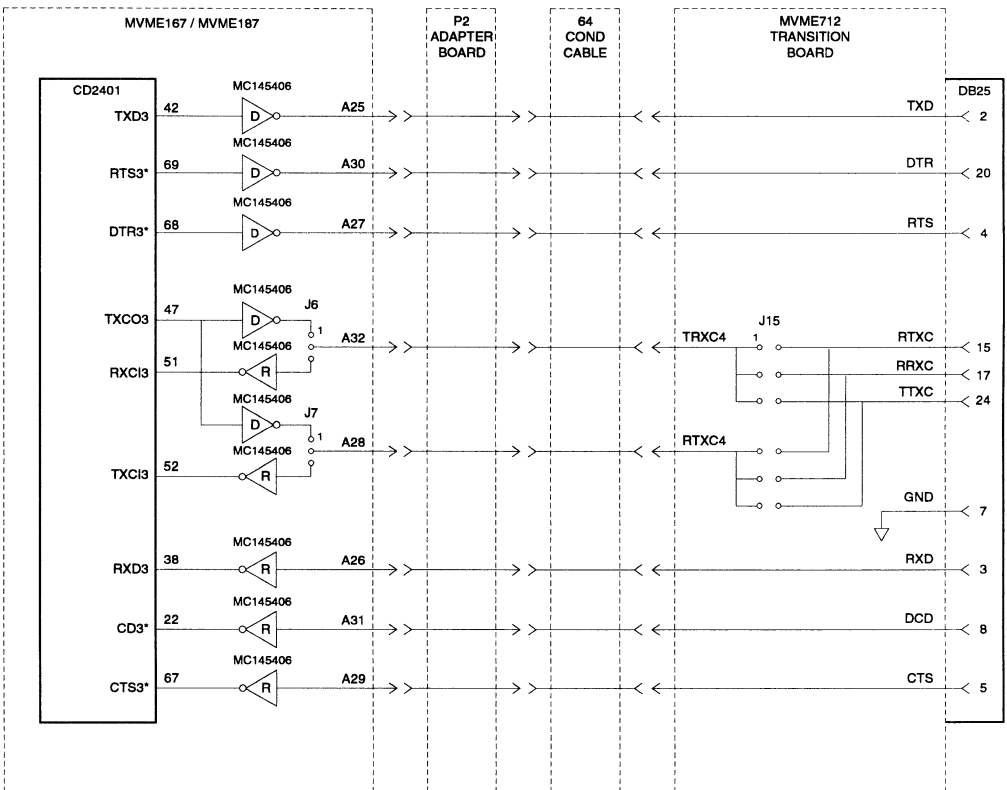 MVME167 / MVME187
P2
ADAPTER
BOARD
64
COND
CABLE
MVME712
TRANSITION
BOARD
CD2401
DB25
MC145406
TXD3 42 D A25 TXD 2
MC145406
RTS3* 69 D A30 DTR 20
MC145406
DTR3* 68 D A27 RTS 4
MC145406
TXCO3 47 D J6
1 A32 TRXC4 1 J15 RTXC 15
MC145406
RXCI3 51 R RRXC 17
TTXC 24
MC145406
D J7
1 A28 RTXC4
MC145406
TXCI3 52 R
GND 7
MC145406
RXD3 38 R A26 RXD 3
MC145406
CD3* 22 R A31 DCD 8
MC145406
CTS3* 67 R A29 CTS 5